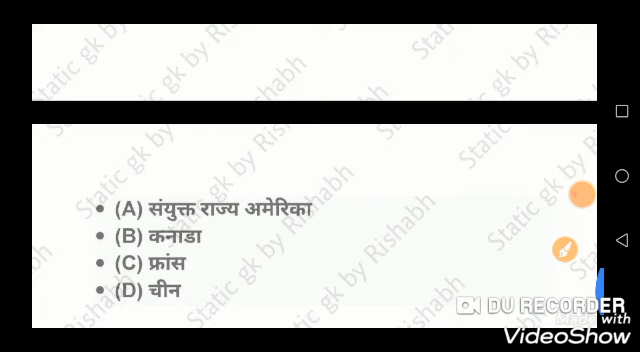 Static gk by Rishabh
(A) संयुक्त राज्य अमेरिका
(B) कनाडा
(C) फ्रांस
(D) चीन
DU RECORDER
Made with
VideoShow